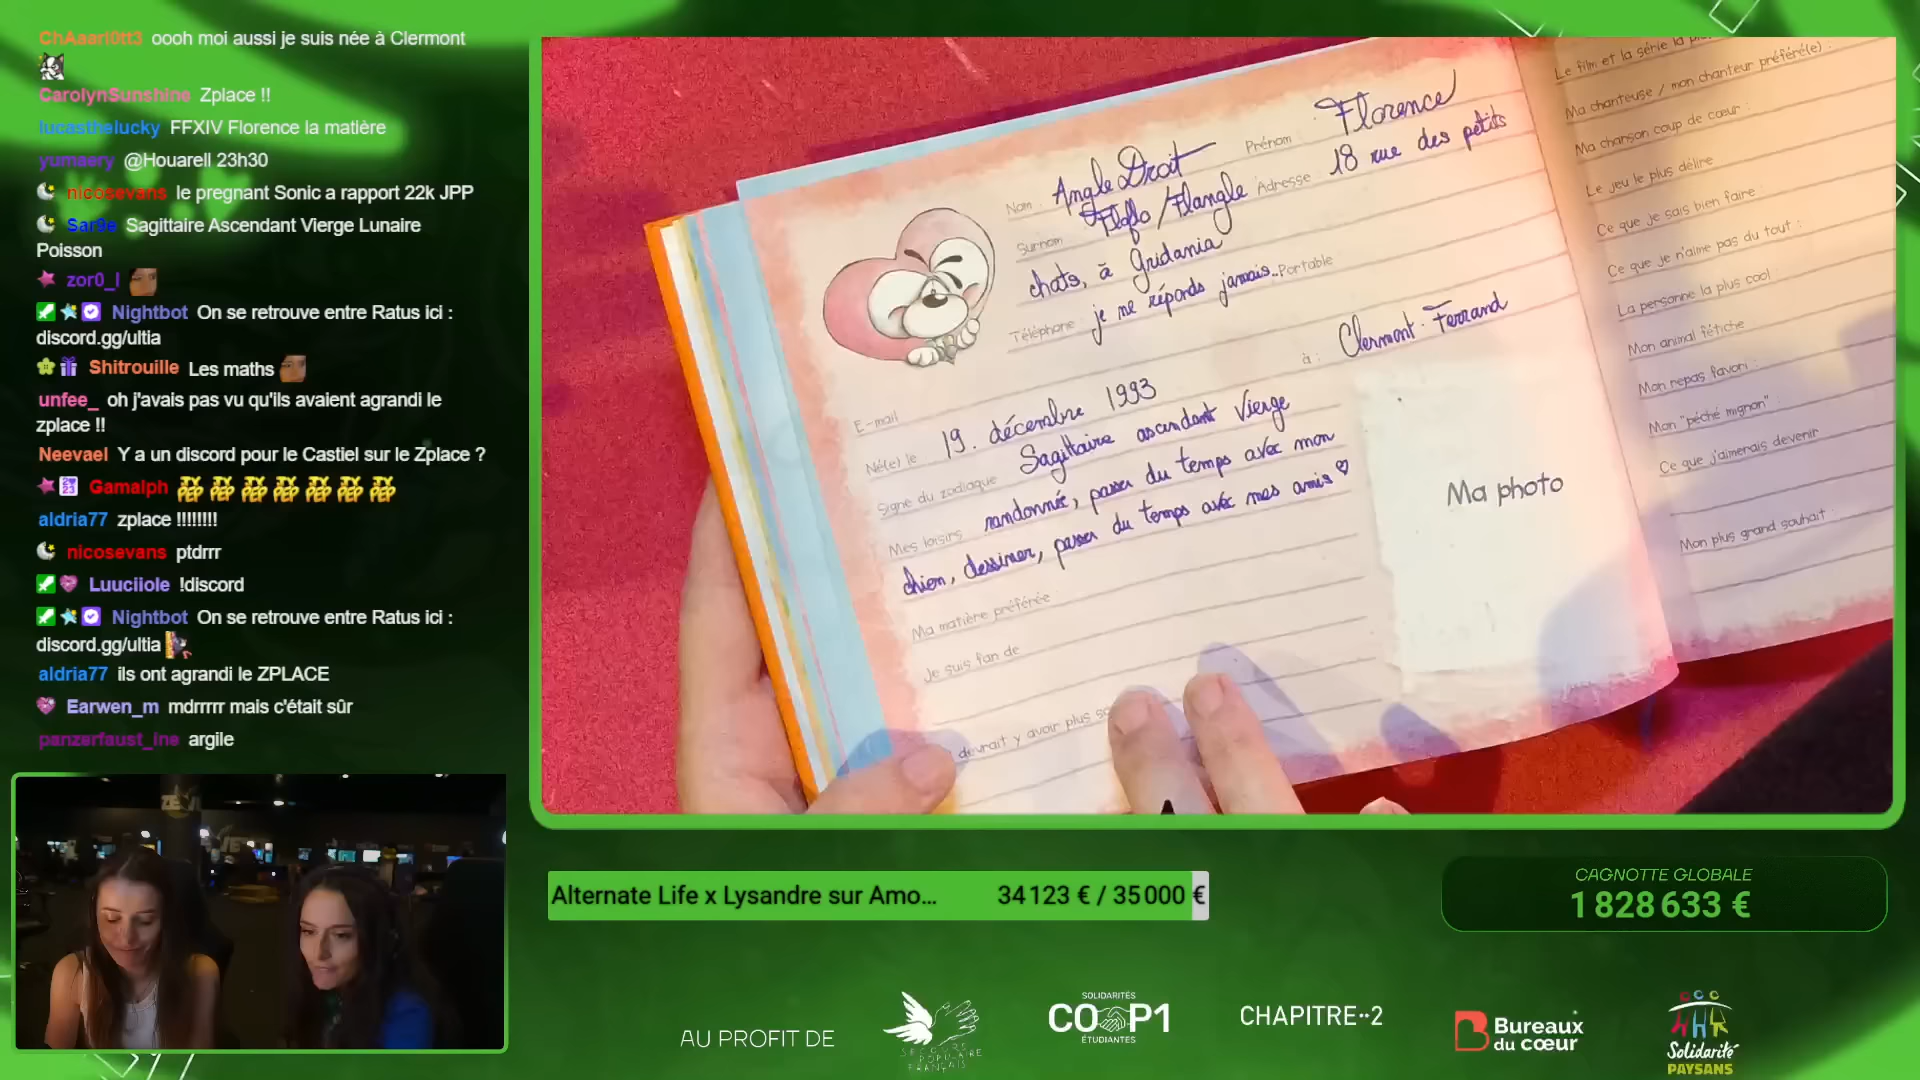 ChAaarl0tt3 oooh moi aussi je suis née à Clermont
CarolynSunshine Zplace !!
lucasthelucky FFXIV Florence la matière
yumaery @Houarell 23h30
nicosevans le pregnant Sonic a rapport 22k JPP
Sar9e Sagittaire Ascendant Vierge Lunaire
Poisson
zor0_l
Nightbot On se retrouve entre Ratus ici :
discord.gg/ultia
Shitrouille Les maths
unfee_ oh j'avais pas vu qu'ils avaient agrandi le
zplace !!
Neevael Y a un discord pour le Castiel sur le Zplace ?
Gamalph
aldria77 zplace !!!!!!!!
nicosevans ptdrrr
Luuciiole !discord
Nightbot On se retrouve entre Ratus ici :
discord.gg/ultia
aldria77 ils ont agrandi le ZPLACE
Earwen_m mdrrrrr mais c'était sûr
panzerfaust_ine argile
Nom : Angle Droit Prénom : Florence
Surnom Floflo / Flangle Adresse 18 rue des petits
chats, à Gridania
Téléphone : je ne réponds jamais.. Portable
E-mail
Né(e) le 19. décembre 1993 à : Clermont-Ferrand
Signe du zodiaque Sagittaire ascendant Vierge
Mes loisirs randonnée, passer du temps avec mon
chien, dessiner, passer du temps avec mes amis
Ma matière préférée :
Je suis fan de
devrait y avoir plus
Ma photo
Le film et la série la
Ma chanteuse / mon chanteur préféré(e) :
Ma chanson coup de cœur :
Le jeu le plus délire
Ce que je sais bien faire
Ce que je n'aime pas du tout :
La personne la plus cool
Mon animal fétiche
Mon repas favori :
Mon "péché mignon" :
Ce que j'aimerais devenir
Mon plus grand souhait :
Alternate Life x Lysandre sur Amo... 34 123 € / 35 000 €
CAGNOTTE GLOBALE
1 828 633 €
AU PROFIT DE
SECOURS
POPULAIRE
FRANÇAIS
SOLIDARITÉS
COP1
ÉTUDIANTES
CHAPITRE··2
Bureaux
du cœur
Solidarité
PAYSANS